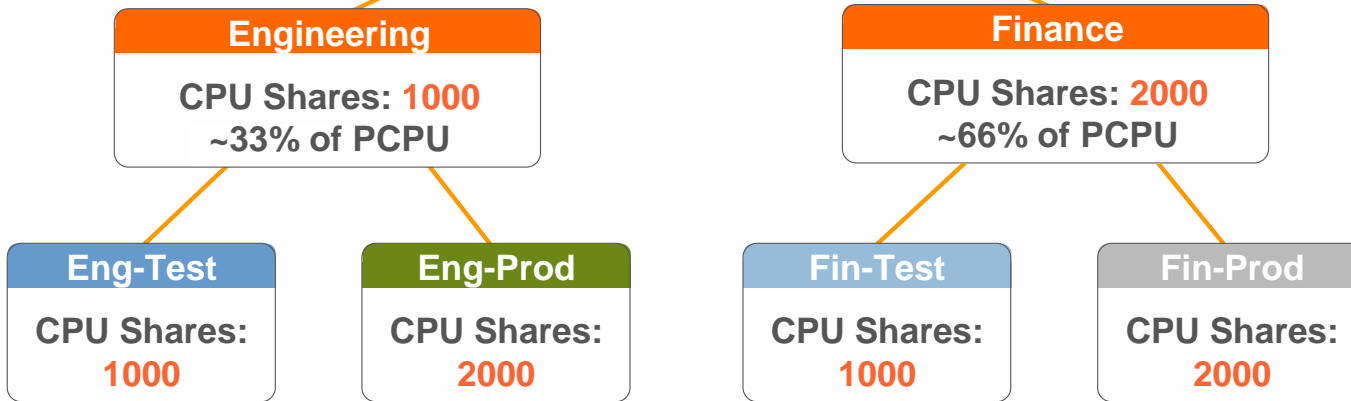 Engineering
CPU Shares: 1000
~33% of PCPU
Finance
CPU Shares: 2000
~66% of PCPU
Eng-Test
CPU Shares:
1000
Eng-Prod
CPU Shares:
2000
Fin-Test
CPU Shares:
1000
Fin-Prod
CPU Shares:
2000